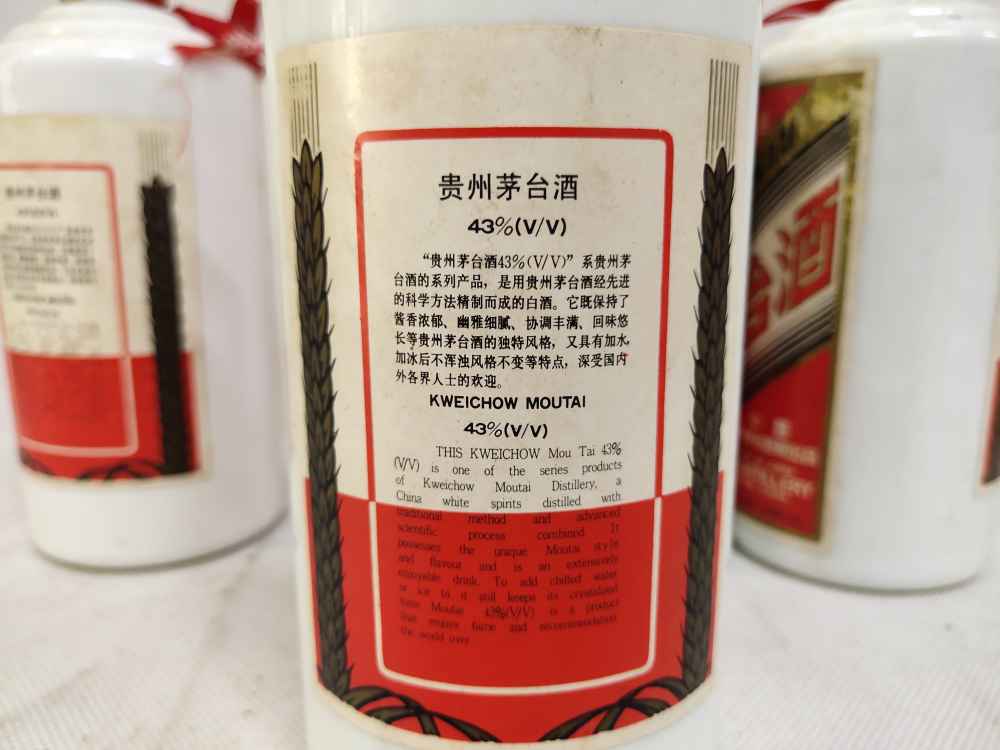 贵州茅台酒
43%(V/V)
“贵州茅台酒43%(V/V)”系贵州茅
台酒的系列产品，是用贵州茅台酒经先进
的科学方法精制而成的白酒。它既保持了
酱香浓郁、幽雅细腻、协调丰满、回味悠
长等贵州茅台酒的独特风格，又具有加水,
加冰后不浑浊风格不变等特点，深受国内
外各界人士的欢迎。
KWEICHOW MOUTAI
43%(V/V)
THIS KWEICHOW Mou Tai 43%
(V/V) is one of the series products
of Kweichow Moutai Distillery, a
China white spirits distilled with
traditional method and advanced
scientific process combined. It
possesses the unique Moutai style
and flavour and is an extensively
enjoyable drink. To add chilled water
or ice to it still keeps its crystalized
Moutai 43%(V/V) is a product
that enjoys fame and recommendation
the world over
贵州茅台酒
酒